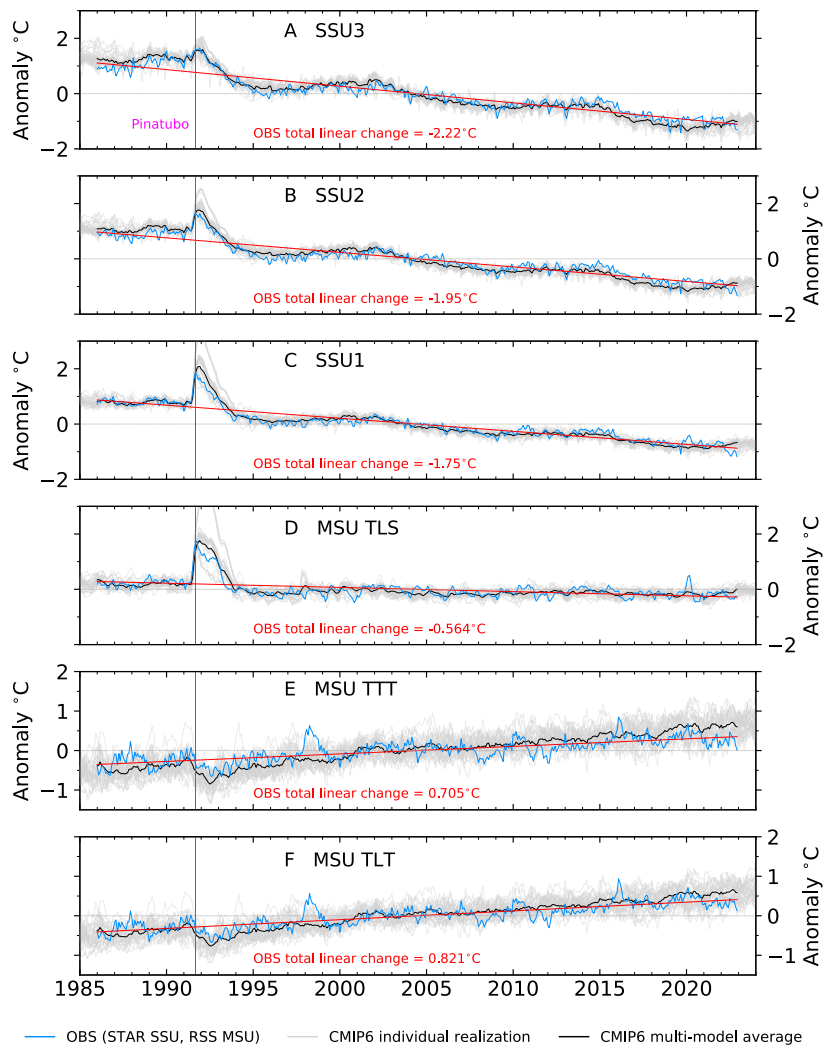 A SSU3
Anomaly °C
2
0
−2
Pinatubo
OBS total linear change = -2.22°C
B SSU2
2
0
−2
Anomaly °C
OBS total linear change = -1.95°C
C SSU1
Anomaly °C
2
0
−2
OBS total linear change = -1.75°C
D MSU TLS
2
0
−2
Anomaly °C
OBS total linear change = -0.564°C
E MSU TTT
Anomaly °C
2
1
0
−1
OBS total linear change = 0.705°C
F MSU TLT
2
1
0
−1
Anomaly °C
OBS total linear change = 0.821°C
1985 1990 1995 2000 2005 2010 2015 2020
OBS (STAR SSU, RSS MSU) CMIP6 individual realization CMIP6 multi-model average